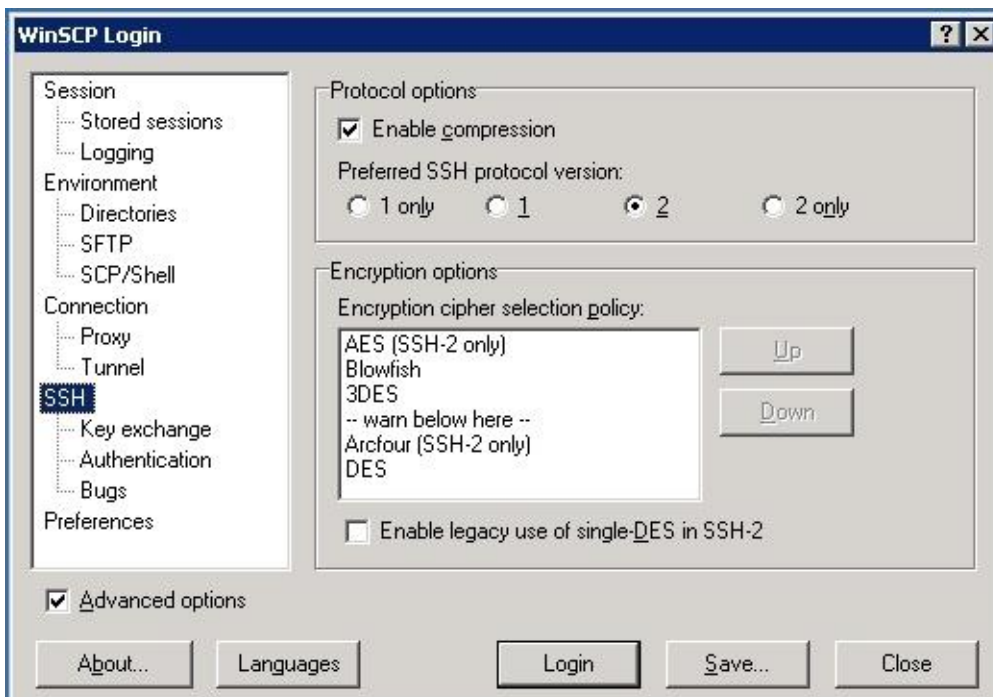 WinSCP Login
Session
Stored sessions
Logging
Environment
Directories
SFTP
SCP/Shell
Connection
Proxy
Tunnel
SSH
Key exchange
Authentication
Bugs
Preferences
Protocol options
Enable compression
Preferred SSH protocol version:
1 only 1 2 2 only
Encryption options
Encryption cipher selection policy:
AES (SSH-2 only)
Blowfish
3DES
-- warn below here --
Arcfour (SSH-2 only)
DES
Up
Down
Enable legacy use of single-DES in SSH-2
Advanced options
About... Languages Login Save... Close